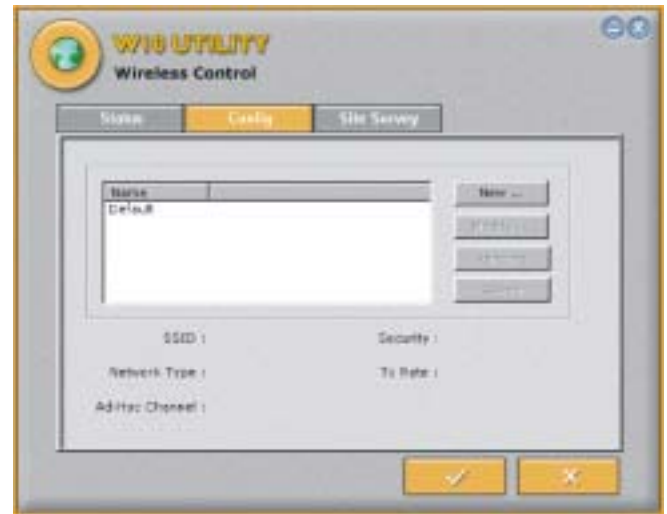 W10 UTILITY
Wireless Control
Status Config Site Survey
Name
Default
New ...
SSID :
Security :
Network Type :
Tx Rate :
Ad-Hoc Channel :